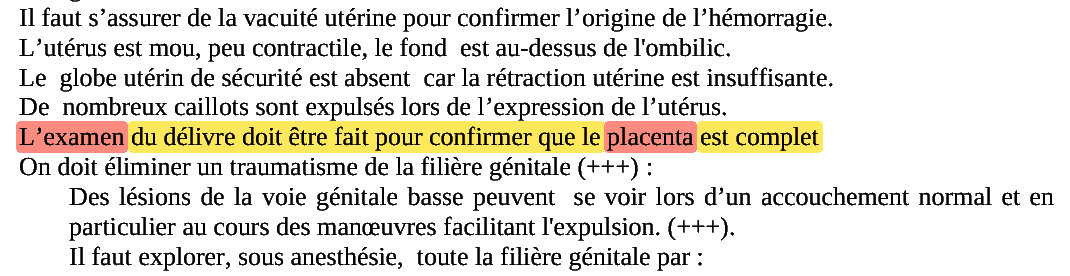 Il faut s’assurer de la vacuité utérine pour confirmer l’origine de l’hémorragie.
L’utérus est mou, peu contractile, le fond  est au-dessus de l'ombilic.
Le  globe utérin de sécurité est absent  car la rétraction utérine est insuffisante.
De  nombreux caillots sont expulsés lors de l’expression de l’utérus.
L’examen du délivre doit être fait pour confirmer que le placenta est complet
On doit éliminer un traumatisme de la filière génitale (+++) :
Des lésions de la voie génitale basse peuvent  se voir lors d’un accouchement normal et en
particulier au cours des manœuvres facilitant l'expulsion. (+++).
Il faut explorer, sous anesthésie,  toute la filière génitale par :